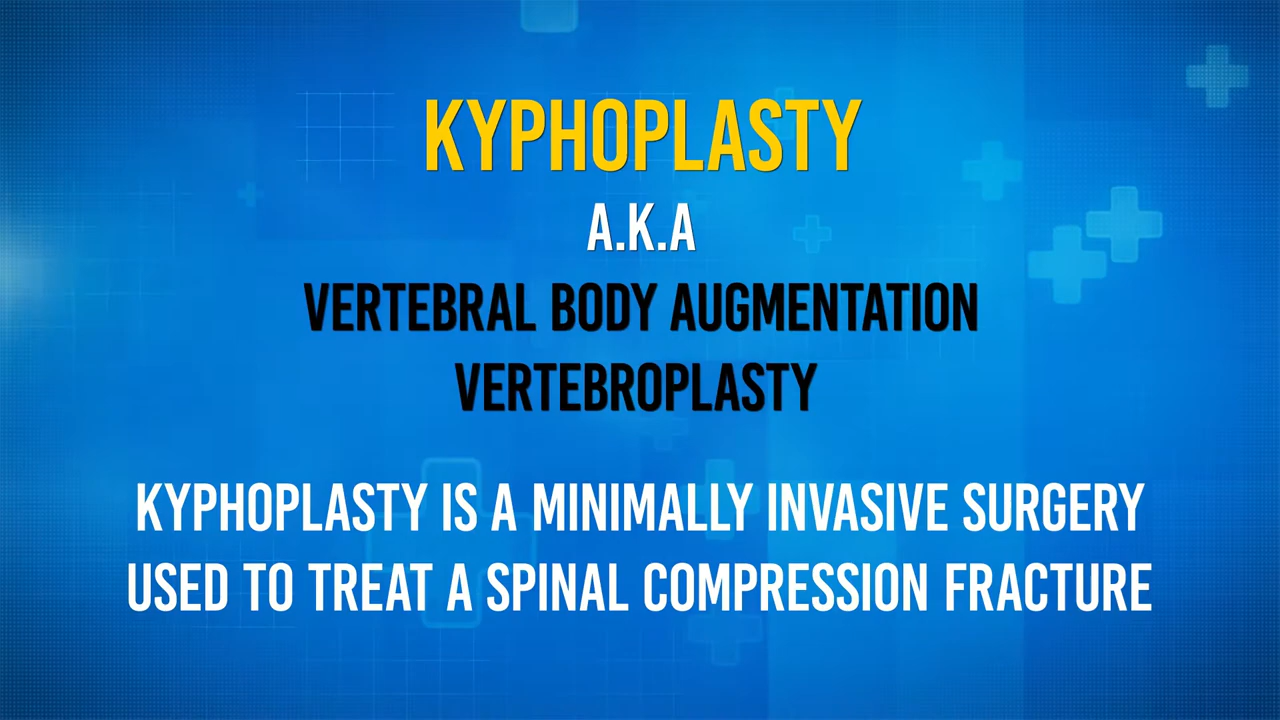 KYPHOPLASTY
A.K.A
VERTEBRAL BODY AUGMENTATION
VERTEBROPLASTY
KYPHOPLASTY IS A MINIMALLY INVASIVE SURGERY
USED TO TREAT A SPINAL COMPRESSION FRACTURE